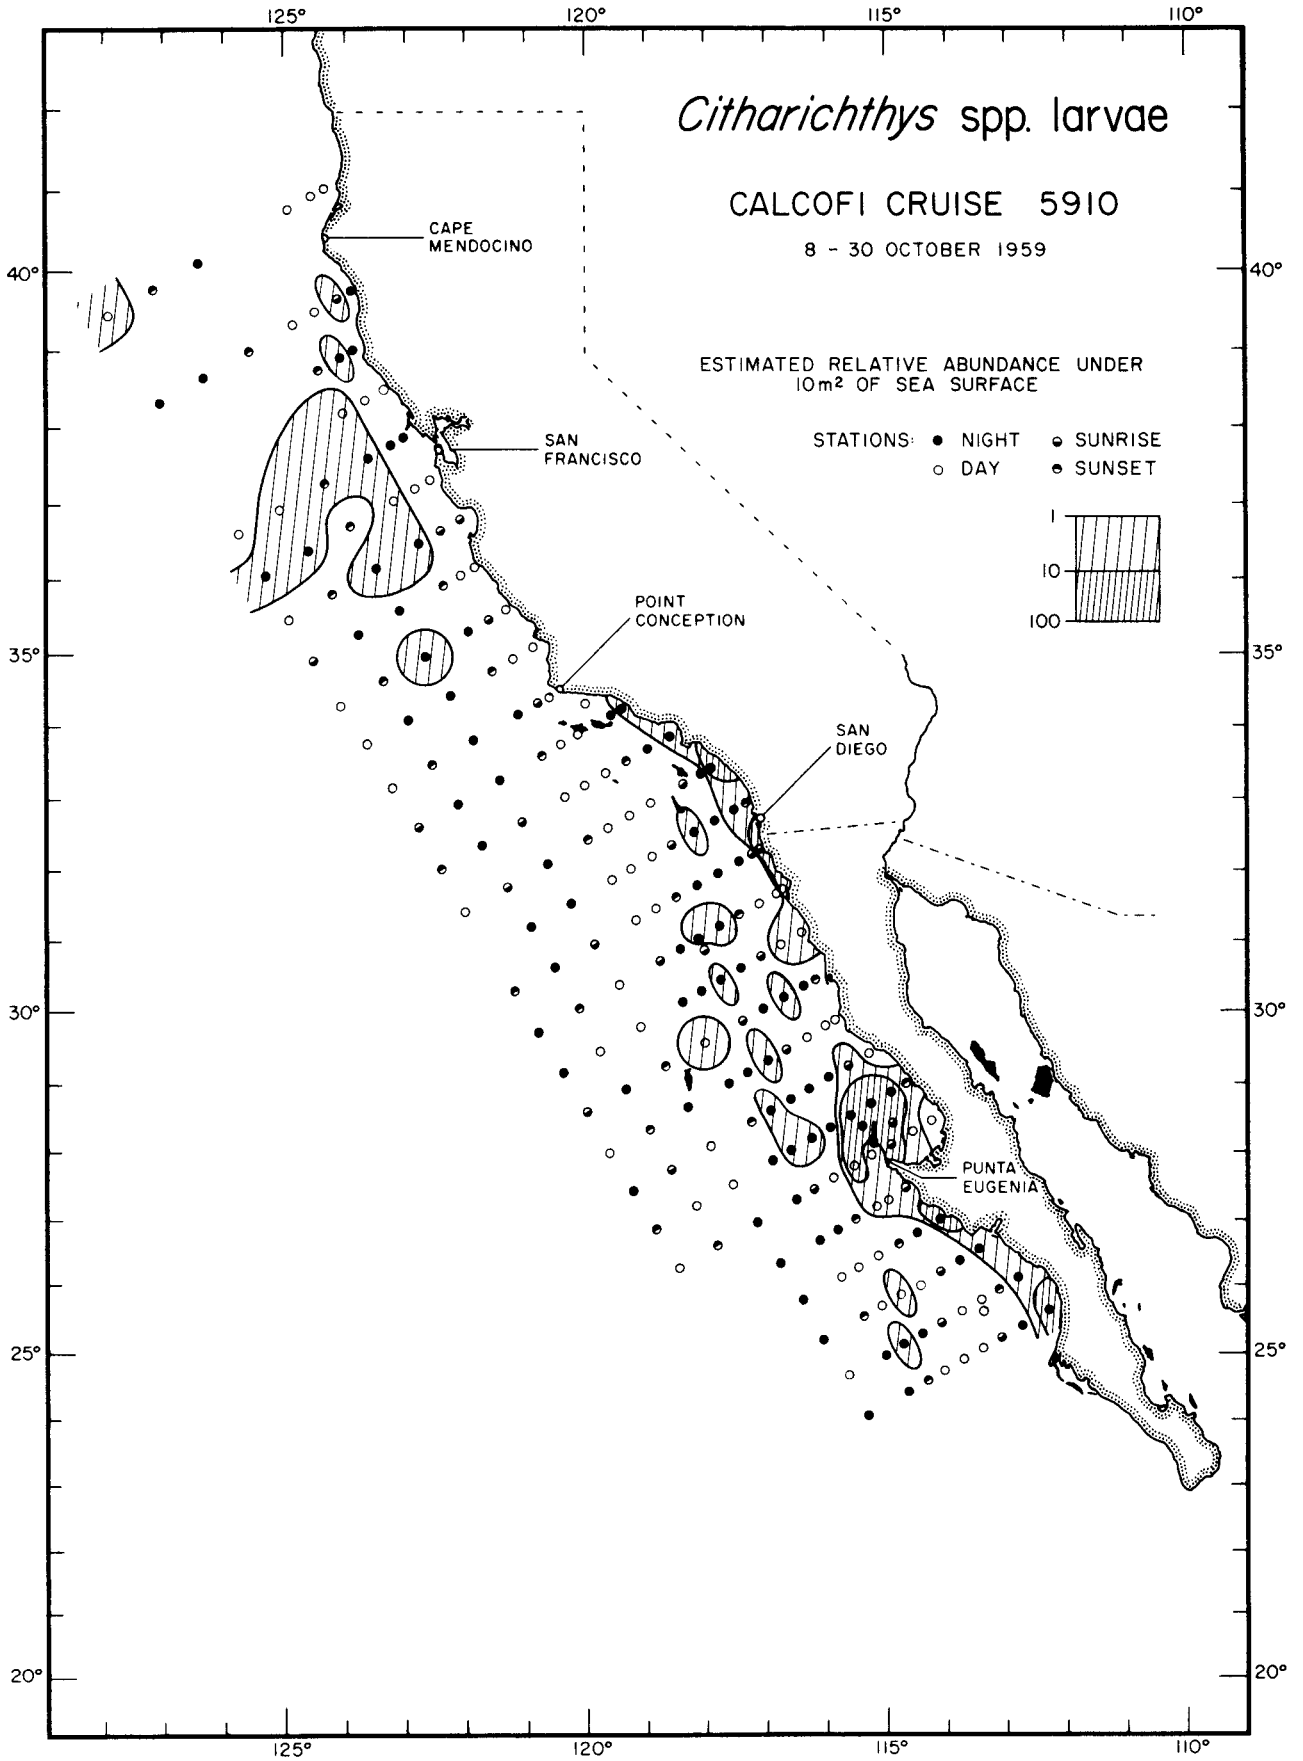 125° 120° 115° 110°
Citharichthys spp. larvae
CALCOFI CRUISE 5910
8 - 30 OCTOBER 1959
CAPE
MENDOCINO
40° 40°
ESTIMATED RELATIVE ABUNDANCE UNDER
10m² OF SEA SURFACE
STATIONS: ● NIGHT SUNRISE
○ DAY SUNSET
SAN
FRANCISCO
1
10
100
POINT
CONCEPTION
35° 35°
SAN
DIEGO
30° 30°
PUNTA
EUGENIA
25° 25°
20° 20°
125° 120° 115° 110°